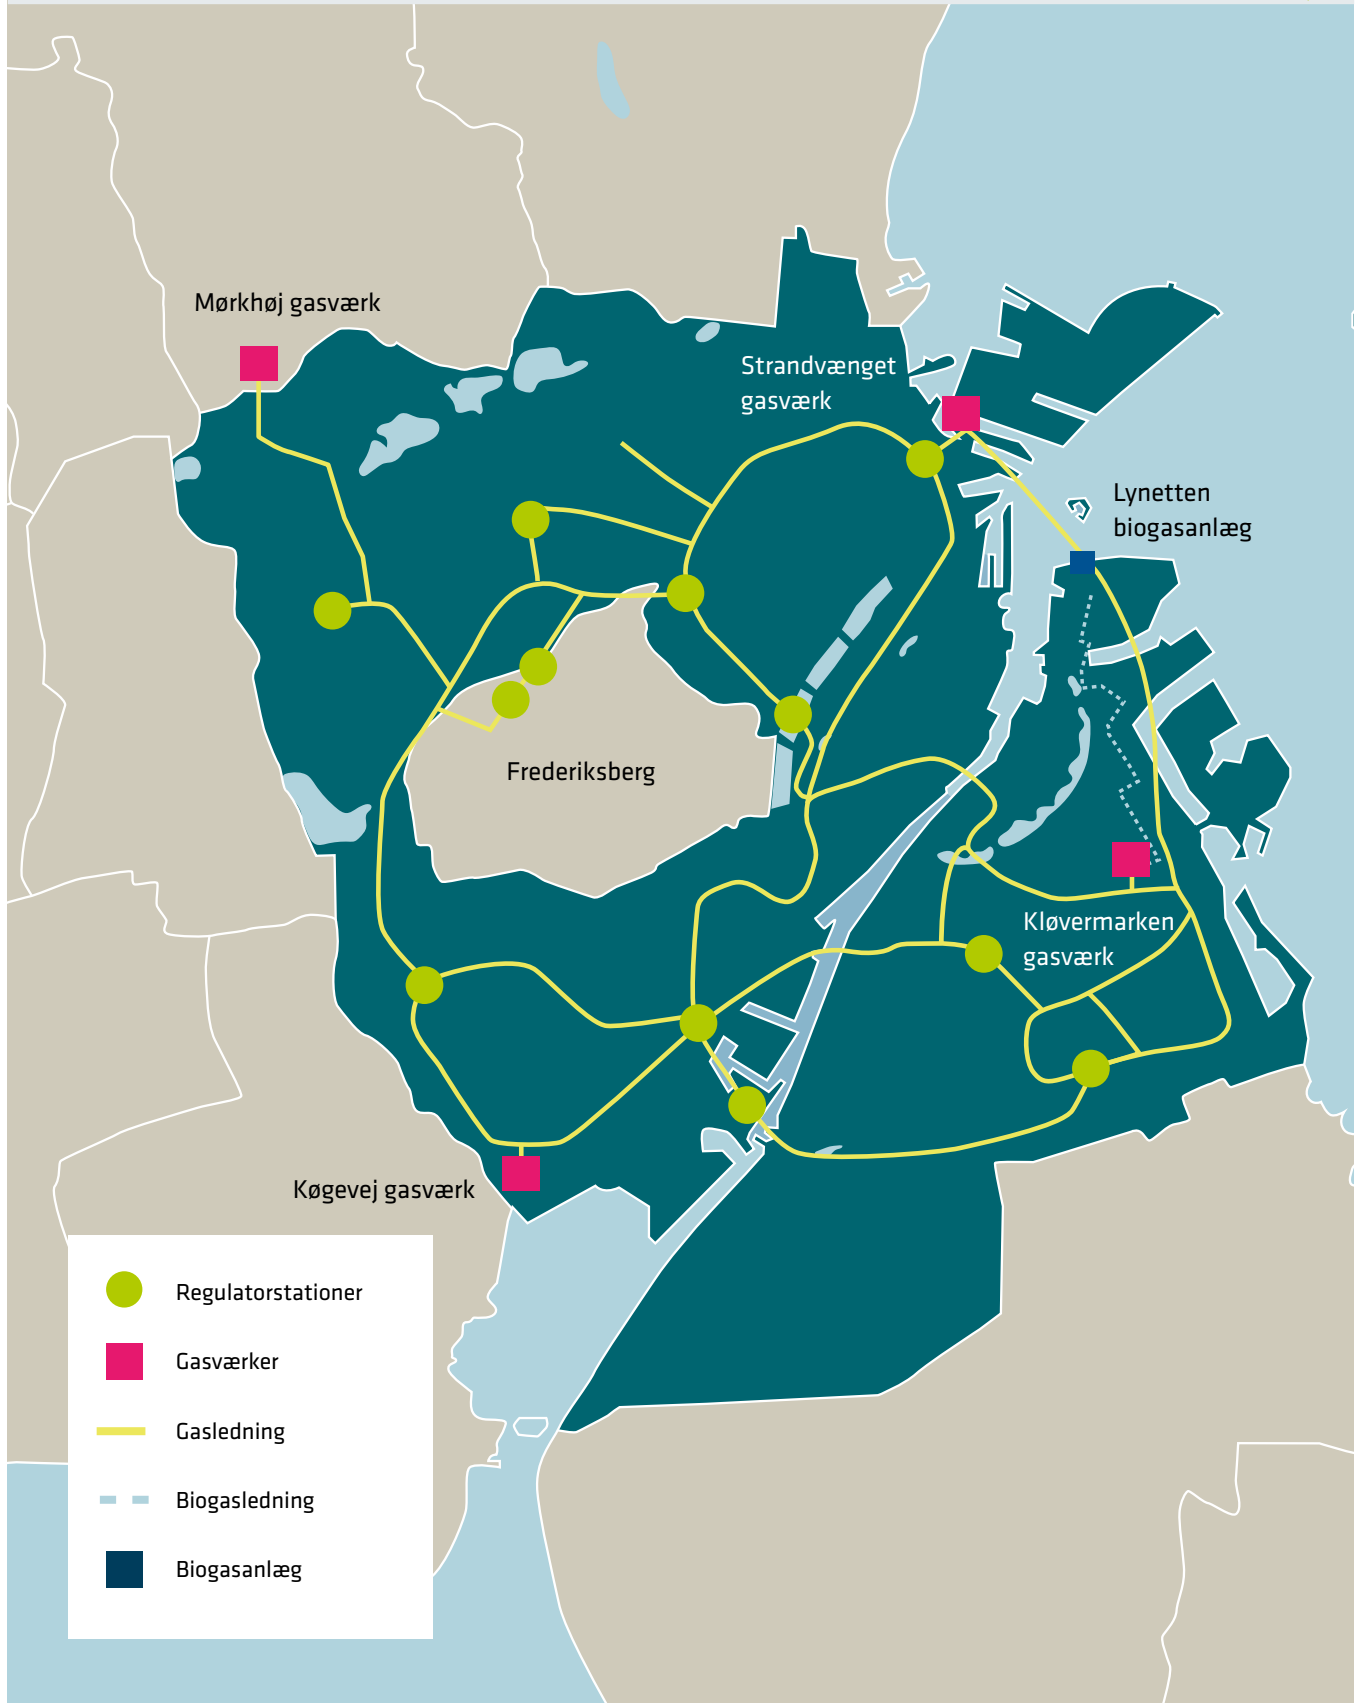 Mørkhøj gasværk
Strandvænget
gasværk
Lynetten
biogasanlæg
Frederiksberg
Kløvermarken
gasværk
Køgevej gasværk
Regulatorstationer
Gasværker
Gasledning
Biogasledning
Biogasanlæg